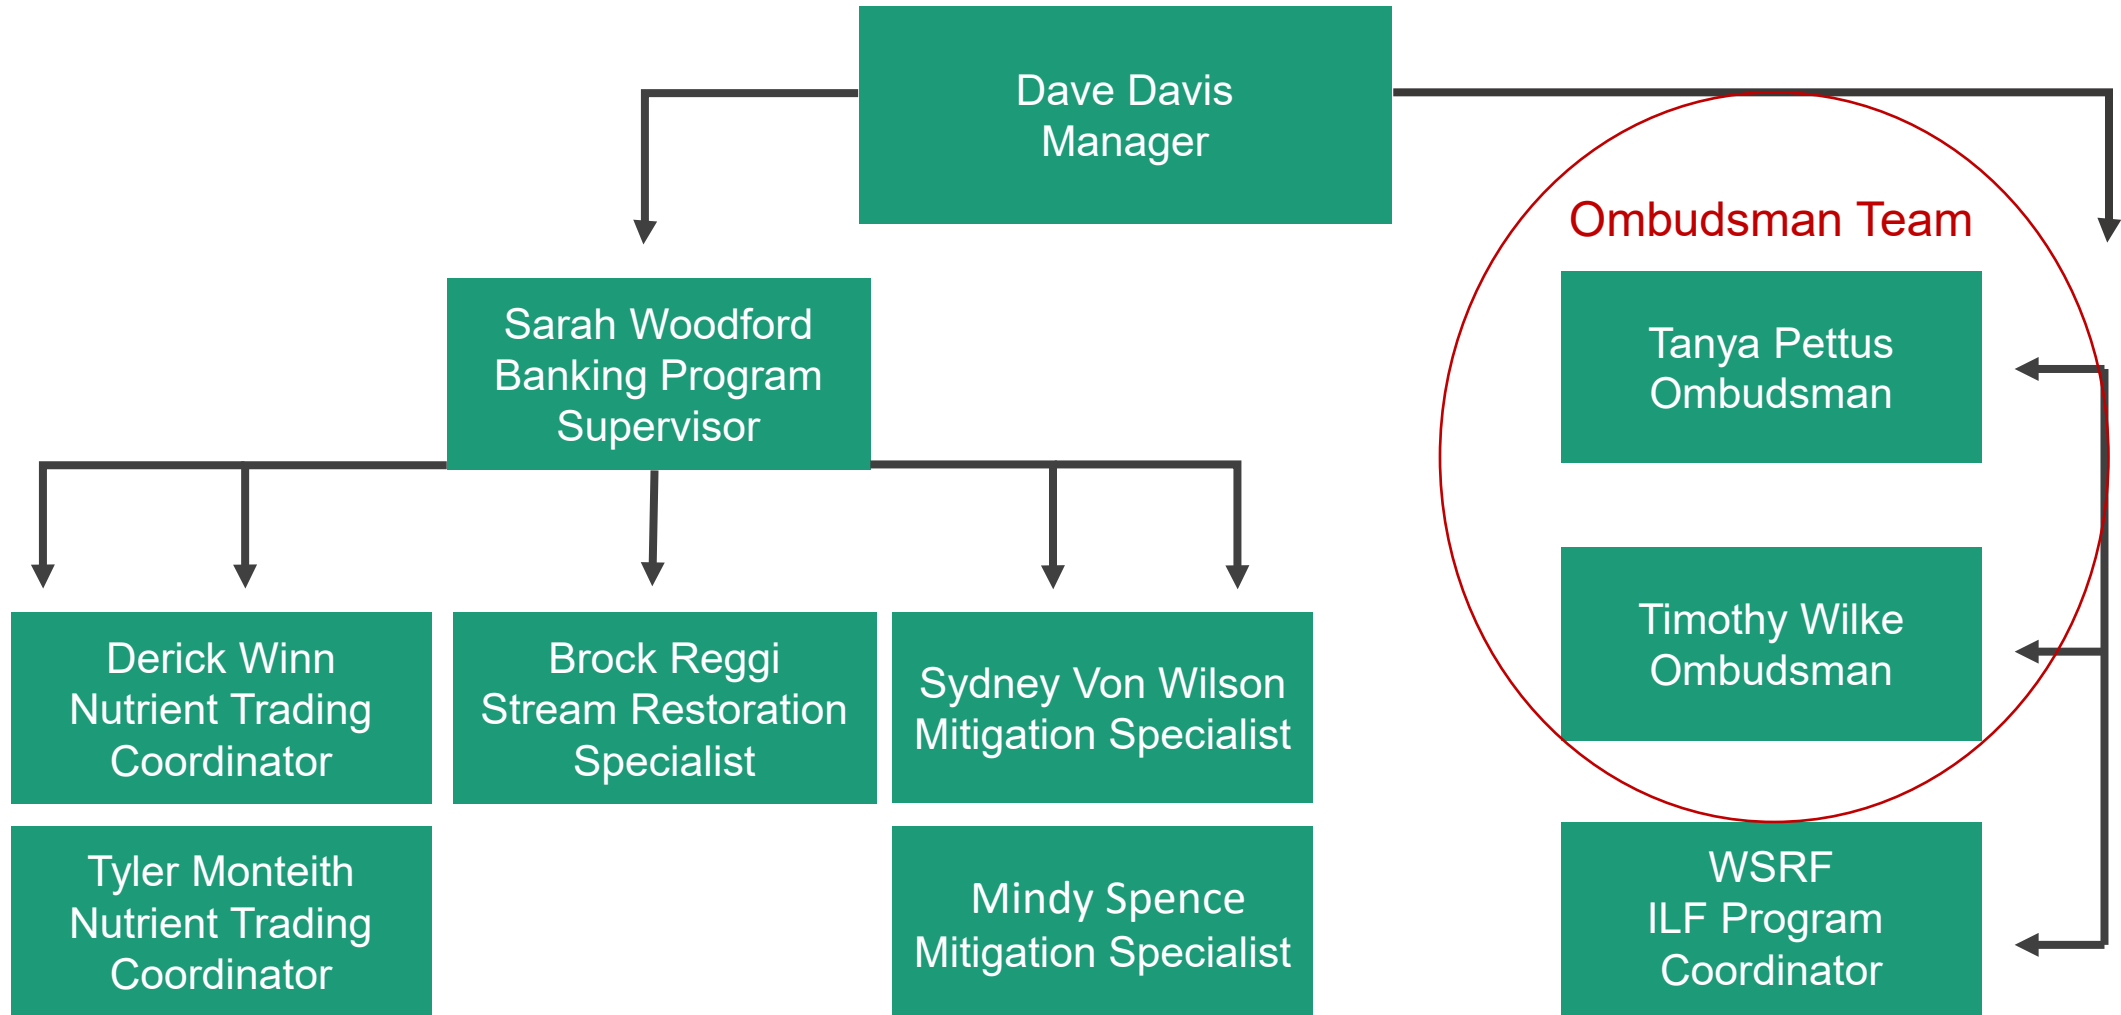 Dave Davis
Manager
Ombudsman Team
Sarah Woodford
Banking Program
Supervisor
Tanya Pettus
Ombudsman
Timothy Wilke
Ombudsman
Derick Winn
Nutrient Trading
Coordinator
Brock Reggi
Stream Restoration
Specialist
Sydney Von Wilson
Mitigation Specialist
Tyler Monteith
Nutrient Trading
Coordinator
Mindy Spence
Mitigation Specialist
WSRF
ILF Program
Coordinator